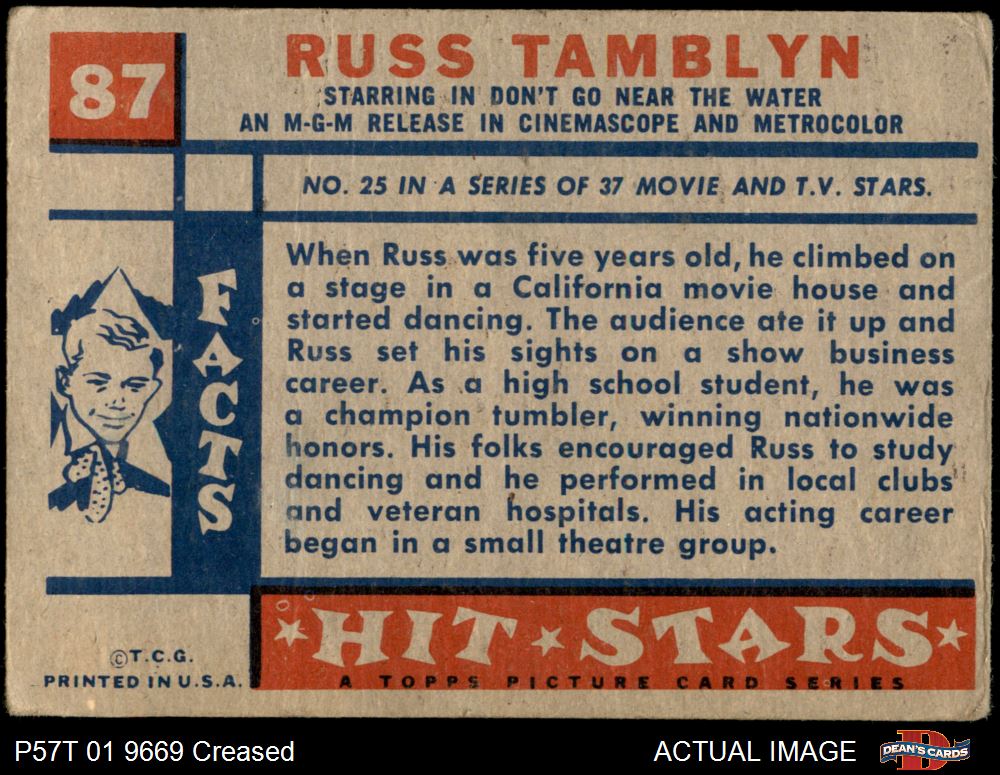 87
RUSS TAMBLYN
STARRING IN DON'T GO NEAR THE WATER
AN M-G-M RELEASE IN CINEMASCOPE AND METROCOLOR
NO. 25 IN A SERIES OF 37 MOVIE AND T.V. STARS.
FACTS
When Russ was five years old, he climbed on
a stage in a California movie house and
started dancing. The audience ate it up and
Russ set his sights on a show business
career. As a high school student, he was
a champion tumbler, winning nationwide
honors. His folks encouraged Russ to study
dancing and he performed in local clubs
and veteran hospitals. His acting career
began in a small theatre group.
HIT STARS
A TOPPS PICTURE CARD SERIES
©T.C.G.
PRINTED IN U.S.A.
P57T 01 9669 Creased
ACTUAL IMAGE
DEAN'S CARDS